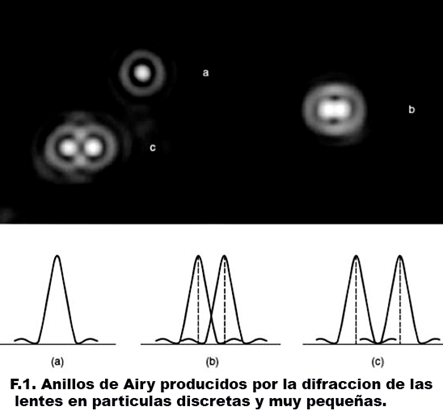 a
b
c
(a) (b) (c)
F.1. Anillos de Airy producidos por la difraccion de las
lentes en particulas discretas y muy pequeñas.